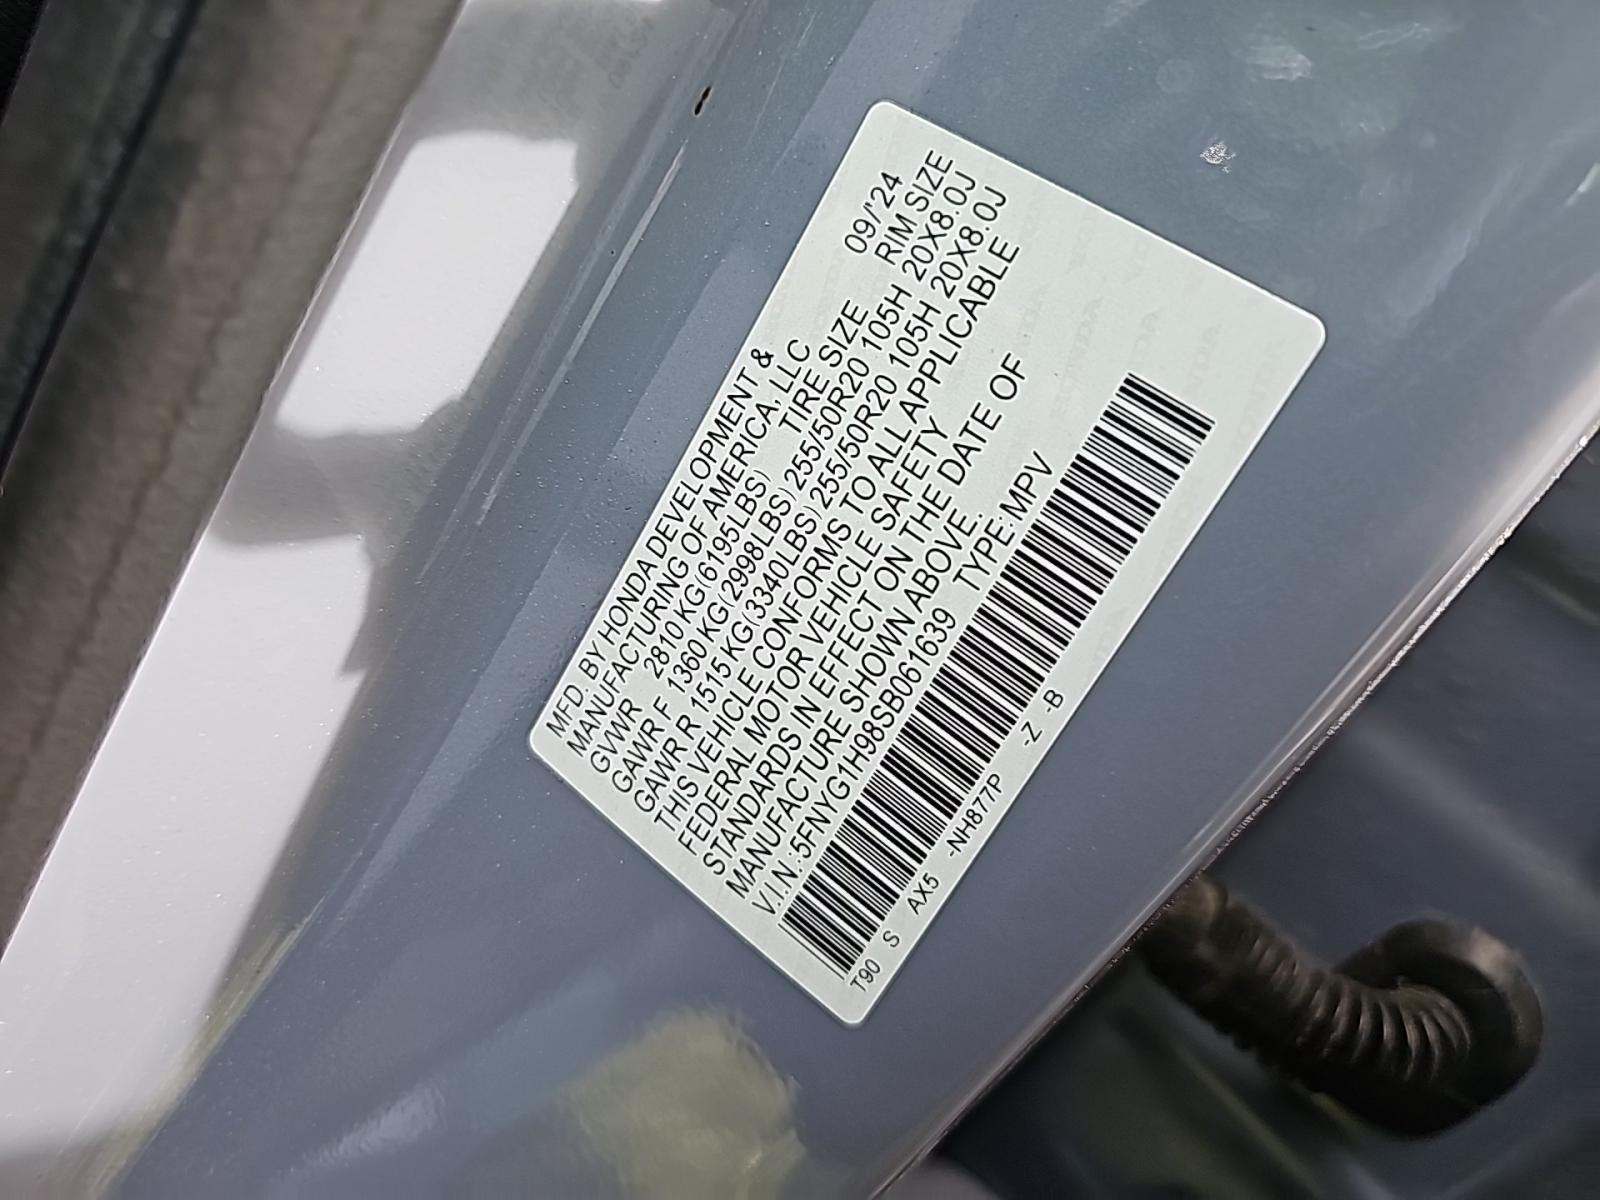 MFD. BY HONDA DEVELOPMENT &
MANUFACTURING OF AMERICA, LLC 09/'24
GVWR 2810 KG(6195LBS) TIRE SIZE RIM SIZE
GAWR F 1360 KG(2998LBS) 255/50R20 105H 20X8.0J
GAWR R 1515 KG(3340LBS) 255/50R20 105H 20X8.0J
THIS VEHICLE CONFORMS TO ALL APPLICABLE
FEDERAL MOTOR VEHICLE SAFETY
STANDARDS IN EFFECT ON THE DATE OF
MANUFACTURE SHOWN ABOVE.
V.I.N.:5FNYG1H98SB061639 TYPE:MPV
T90 S AX5 -NH877P -Z -B